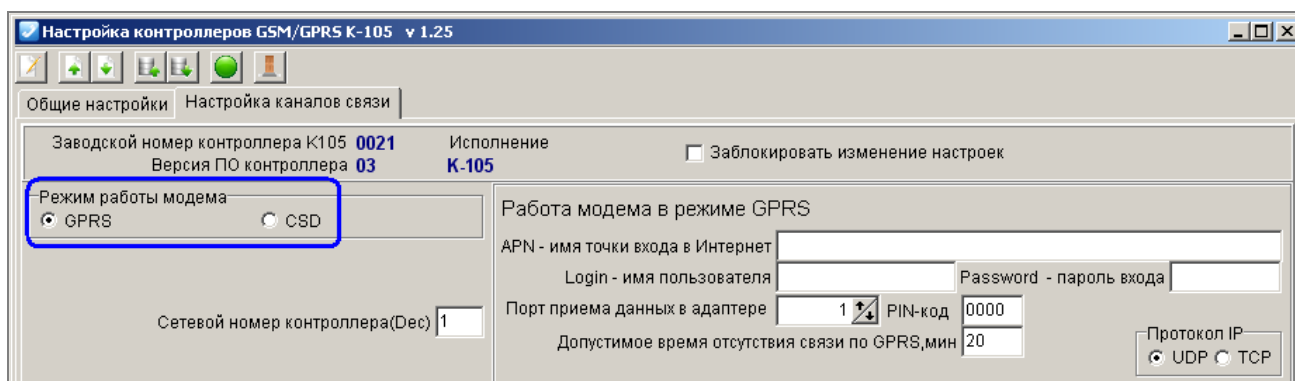 Настройка контроллеров GSM/GPRS K-105 v 1.25
Общие настройки Настройка каналов связи
Заводской номер контроллера К105 0021 Исполнение
Версия ПО контроллера 03 К-105
Заблокировать изменение настроек
Режим работы модема
GPRS CSD
Сетевой номер контроллера(Dec) 1
Работа модема в режиме GPRS
APN - имя точки входа в Интернет
Login - имя пользователя Password - пароль входа
Порт приема данных в адаптере 1 PIN-код 0000
Допустимое время отсутствия связи по GPRS,мин 20
Протокол IP
UDP TCP